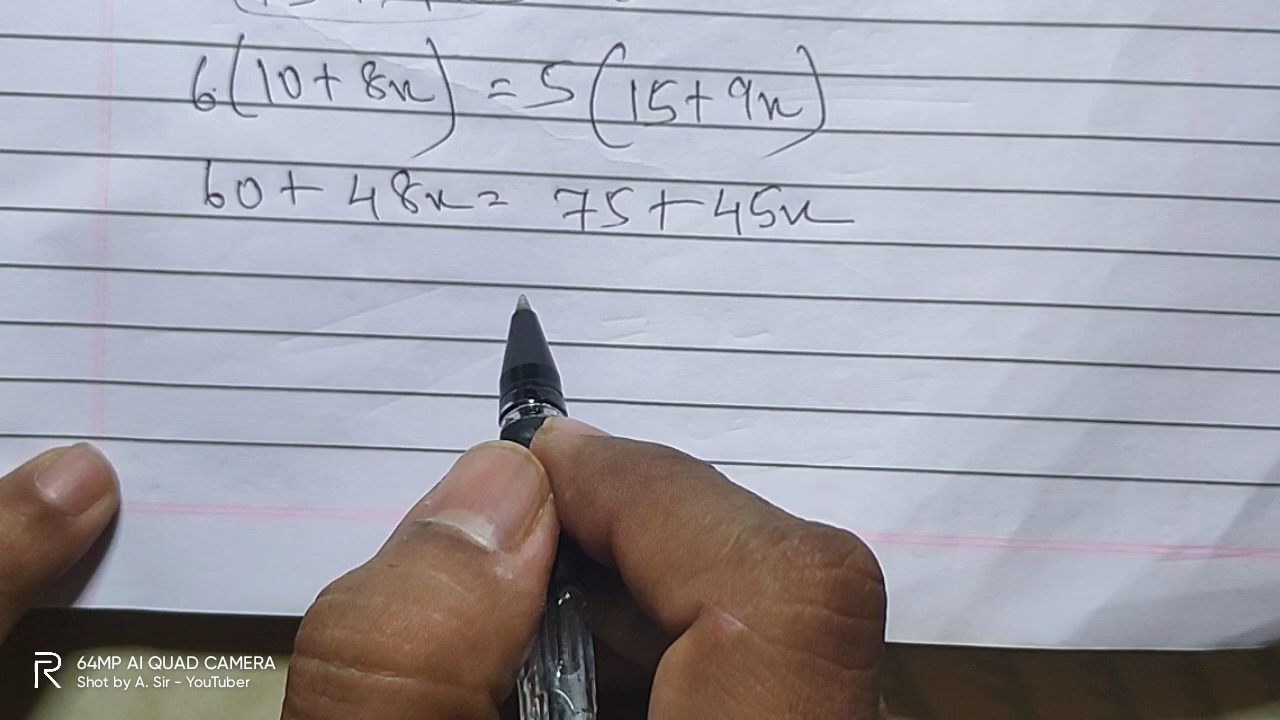 6(10+8x) = 5(15+9x)
60+48x= 75+45x
64MP AI QUAD CAMERA
Shot by A. Sir - YouTuber